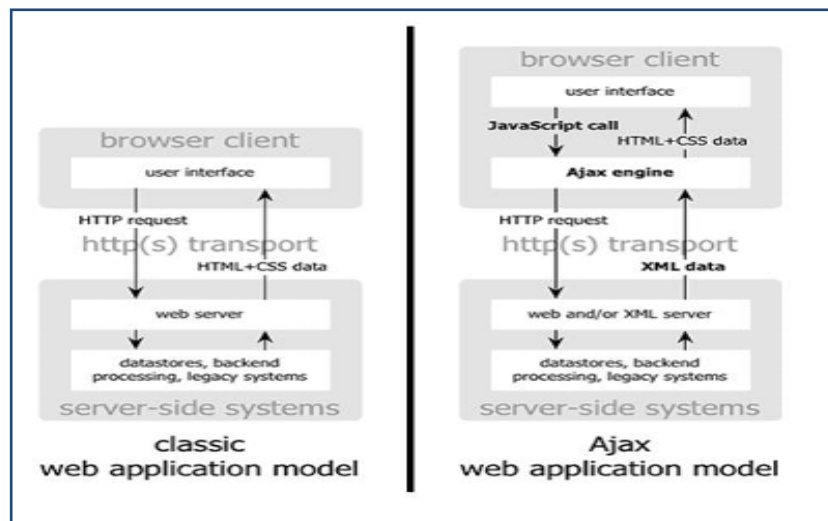 browser client
user interface
HTTP request
http(s) transport
HTML+CSS data
web server
datastores, backend
processing, legacy systems
server-side systems
classic
web application model
browser client
user interface
JavaScript call
HTML+CSS data
Ajax engine
HTTP request
http(s) transport
XML data
web and/or XML server
datastores, backend
processing, legacy systems
server-side systems
Ajax
web application model